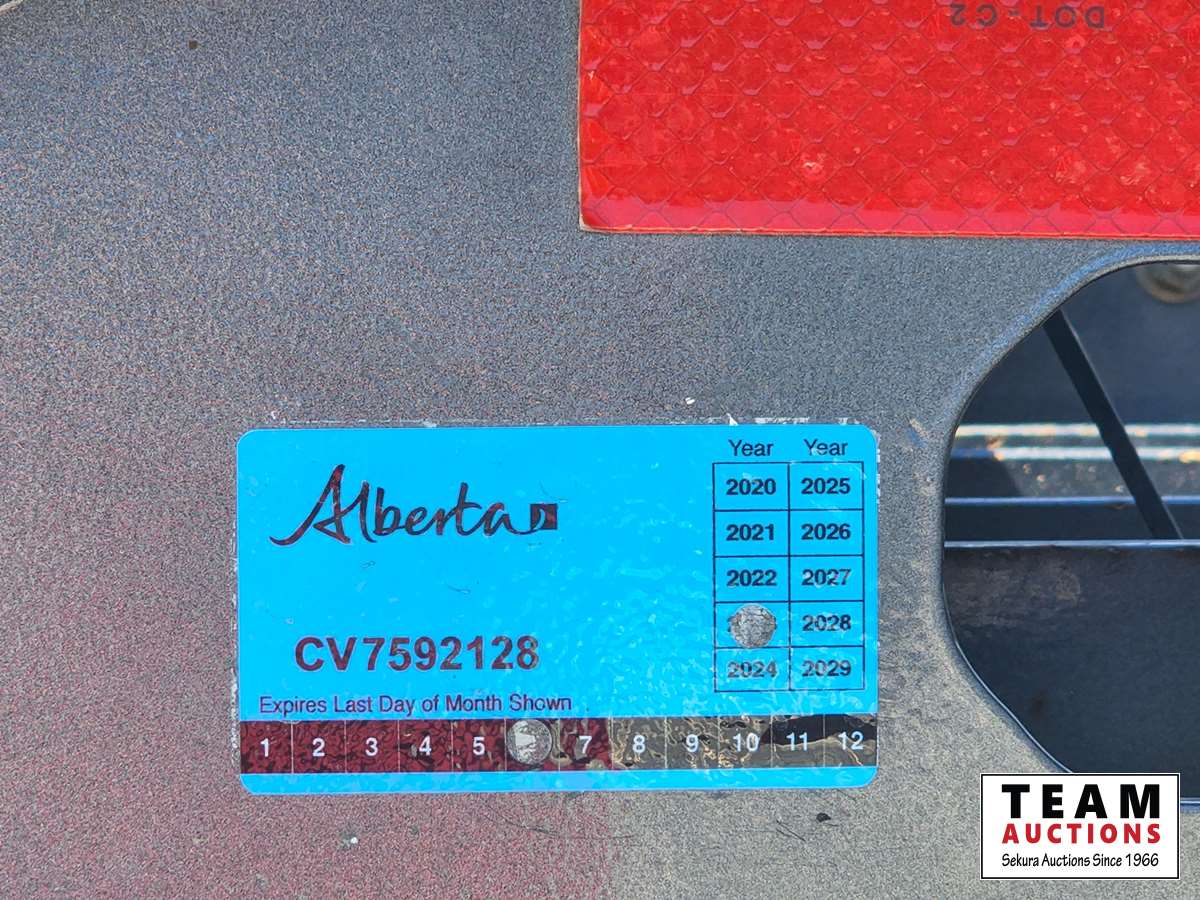 DOT-C2
Alberta
Year Year
2020 2025
2021 2026
2022 2027
2028
2024 2029
CV7592128
Expires Last Day of Month Shown
1 2 3 4 5 7 8 9 10 11 12
TEAM
AUCTIONS
Sekura Auctions Since 1966